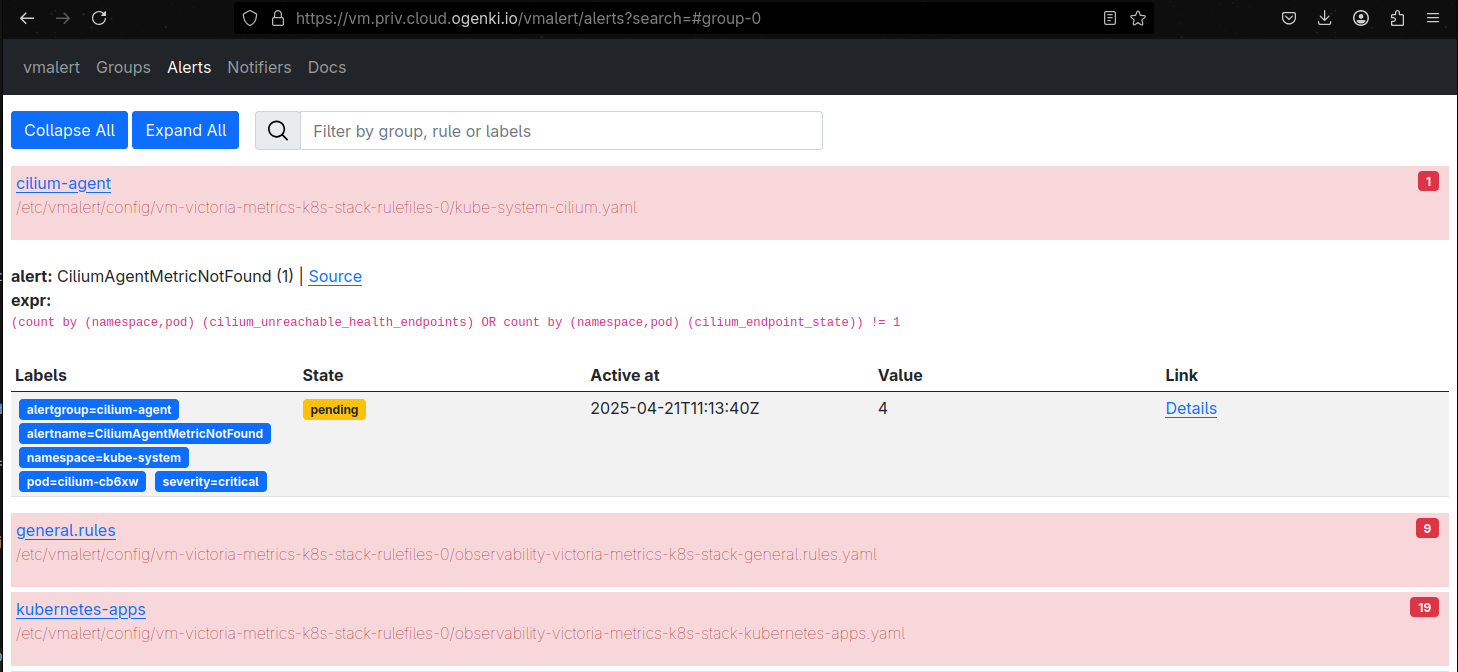 https://vm.priv.cloud.ogenki.io/vmalert/alerts?search=#group-0
vmalert Groups Alerts Notifiers Docs
Collapse All Expand All Filter by group, rule or labels
cilium-agent 1
/etc/vmalert/config/vm-victoria-metrics-k8s-stack-rulefiles-0/kube-system-cilium.yaml
alert: CiliumAgentMetricNotFound (1) | Source
expr:
(count by (namespace,pod) (cilium_unreachable_health_endpoints) OR count by (namespace,pod) (cilium_endpoint_state)) != 1
Labels State Active at Value Link
alertgroup=cilium-agent pending 2025-04-21T11:13:40Z 4 Details
alertname=CiliumAgentMetricNotFound
namespace=kube-system
pod=cilium-cb6xw severity=critical
general.rules 9
/etc/vmalert/config/vm-victoria-metrics-k8s-stack-rulefiles-0/observability-victoria-metrics-k8s-stack-general.rules.yaml
kubernetes-apps 19
/etc/vmalert/config/vm-victoria-metrics-k8s-stack-rulefiles-0/observability-victoria-metrics-k8s-stack-kubernetes-apps.yaml